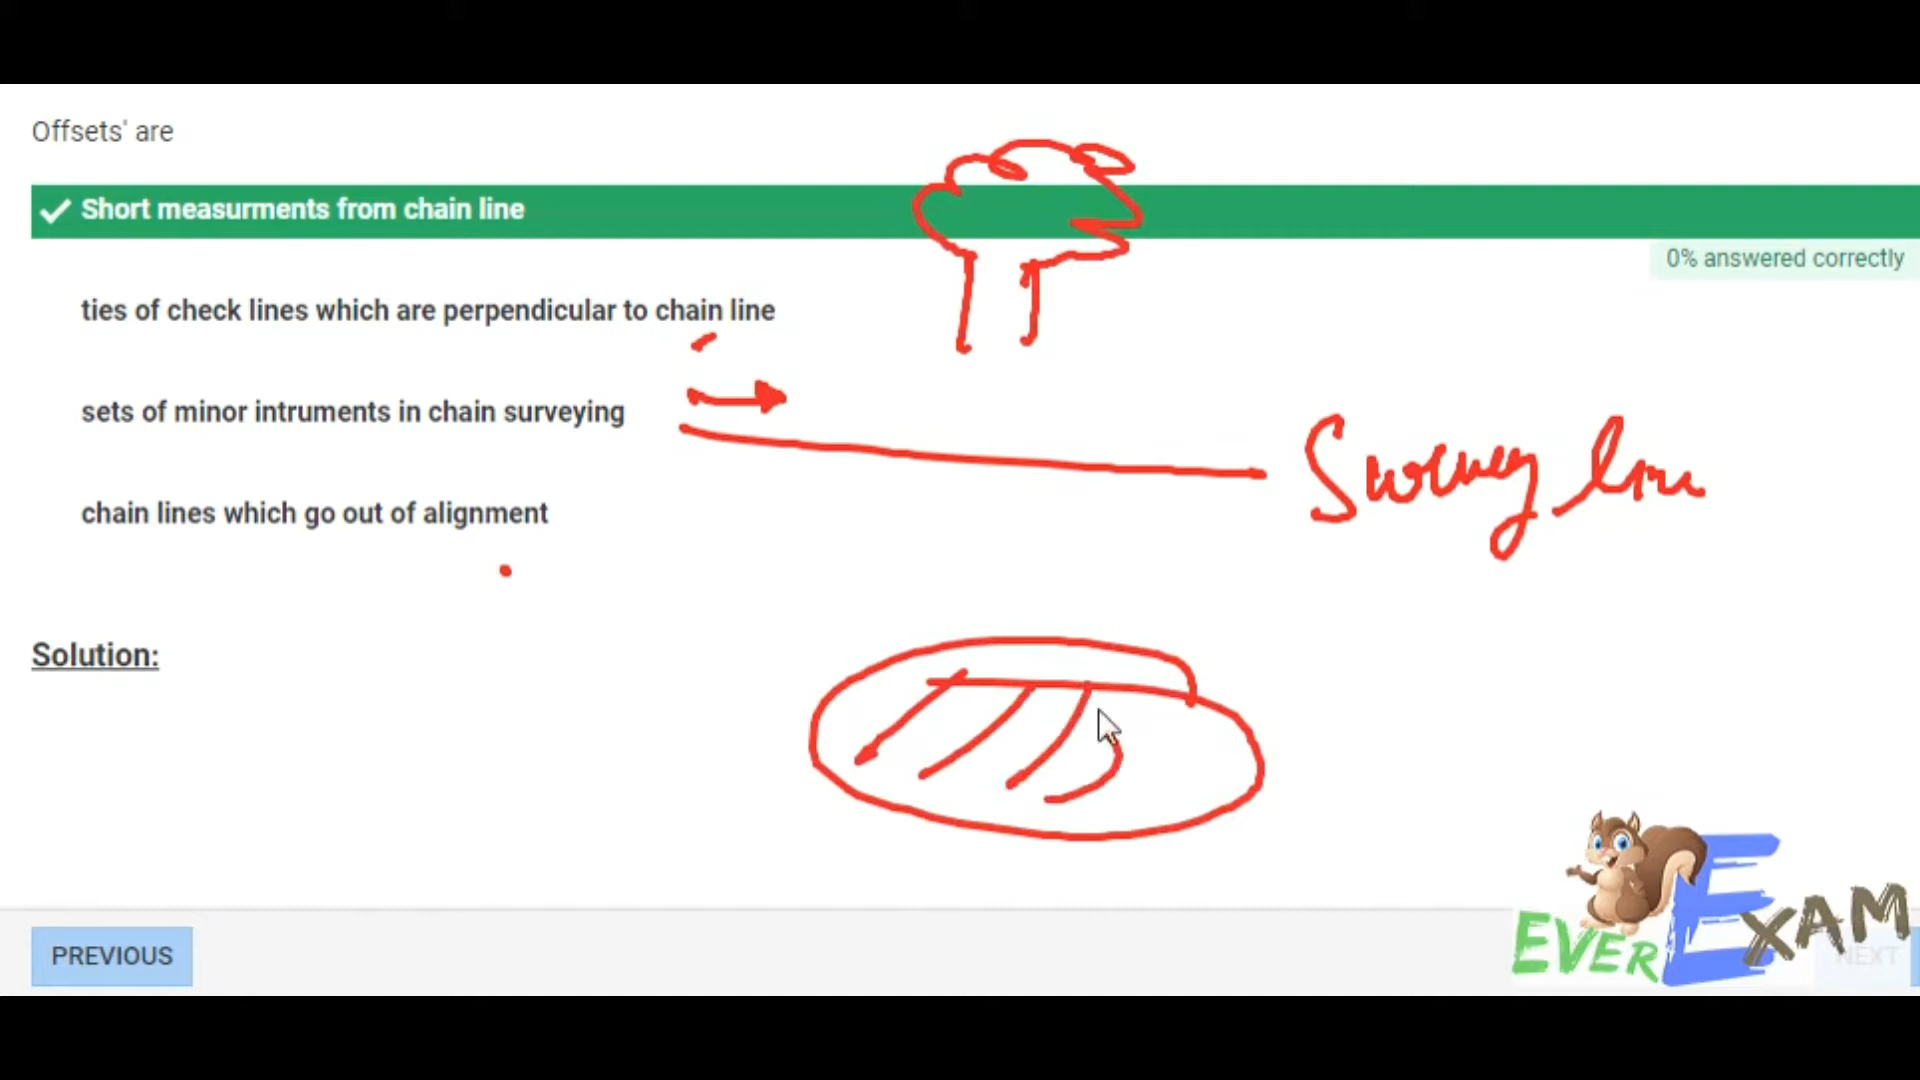 Offsets' are
Short measurments from chain line
0% answered correctly
ties of check lines which are perpendicular to chain line
sets of minor intruments in chain surveying
Survey line
chain lines which go out of alignment
Solution:
PREVIOUS
EVER EXAM
NEXT